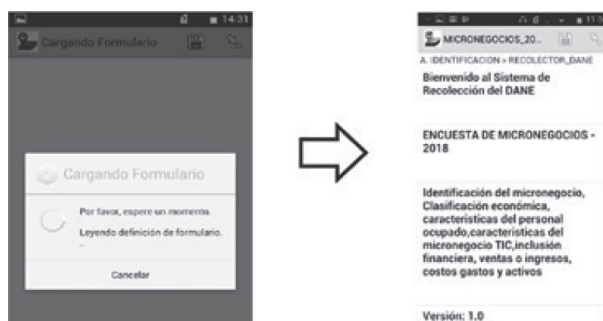 14:31
Cargando Formulario
Cargando Formulario
Por favor, espere un momento.
Leyendo definición de formulario.
Cancelar
MICRONEGOCIOS_20...
A. IDENTIFICACION > RECOLECTOR_DANE
Bienvenido al Sistema de
Recolección del DANE
ENCUESTA DE MICRONEGOCIOS -
2018
Identificación del micronegocio,
Clasificación económica,
caracteristicas del personal
ocupado,caracteristicas del
micronegocio TIC,inclusión
financiera, ventas o ingresos,
costos gastos y activos
Versión: 1.0